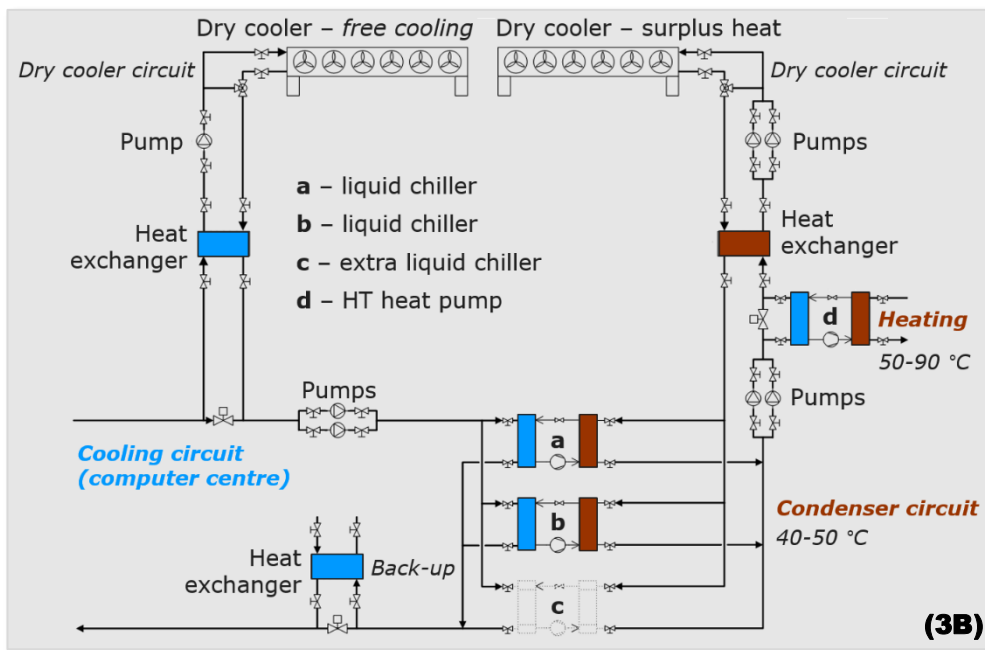 Dry cooler – free cooling
Dry cooler – surplus heat
Dry cooler circuit
Dry cooler circuit
Pump
Pumps
a – liquid chiller
b – liquid chiller
c – extra liquid chiller
d – HT heat pump
Heat
exchanger
Heat
exchanger
d
Heating
50-90 °C
Pumps
Pumps
Cooling circuit
(computer centre)
a
b
Condenser circuit
40-50 °C
Heat
exchanger
Back-up
c
(3B)